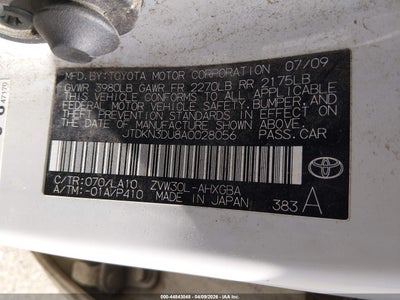 MFD.BY:TOYOTA MOTOR CORPORATION 07/09
GVWR 3980LB GAWR FR 2270LB RR 2175LB
THIS VEHICLE CONFORMS TO ALL APPLICABLE
FEDERAL MOTOR VEHICLE SAFETY, BUMPER, AND
THEFT PREVENTION STANDARDS IN EFFECT ON
THE DATE OF MANUFACTURE SHOWN ABOVE.
JTDKN3DU8A0028056 PASS. CAR
C/TR:070/LA10 ZVW30L-AHXGBA
A/TM:-01A/P410 MADE IN JAPAN 383 A
TOYOTA
000-44843048 - 04/09/2026 - IAAI.COM